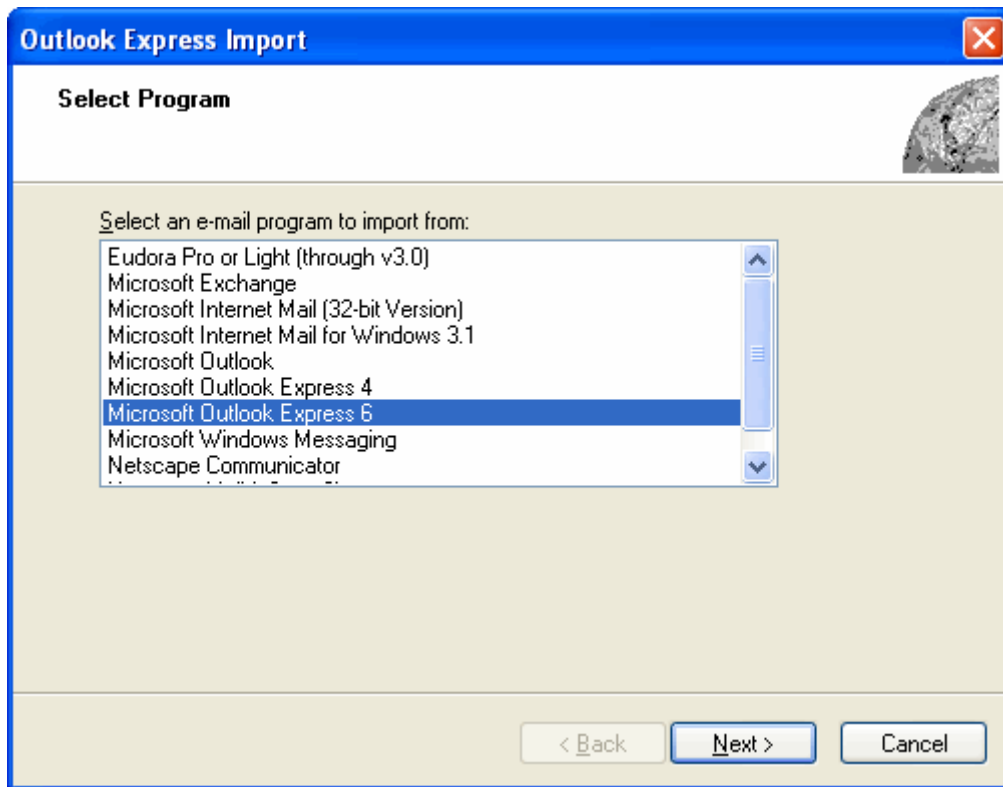 Outlook Express Import
Select Program
Select an e-mail program to import from:
Eudora Pro or Light (through v3.0)
Microsoft Exchange
Microsoft Internet Mail (32-bit Version)
Microsoft Internet Mail for Windows 3.1
Microsoft Outlook
Microsoft Outlook Express 4
Microsoft Outlook Express 6
Microsoft Windows Messaging
Netscape Communicator
< Back
Next >
Cancel